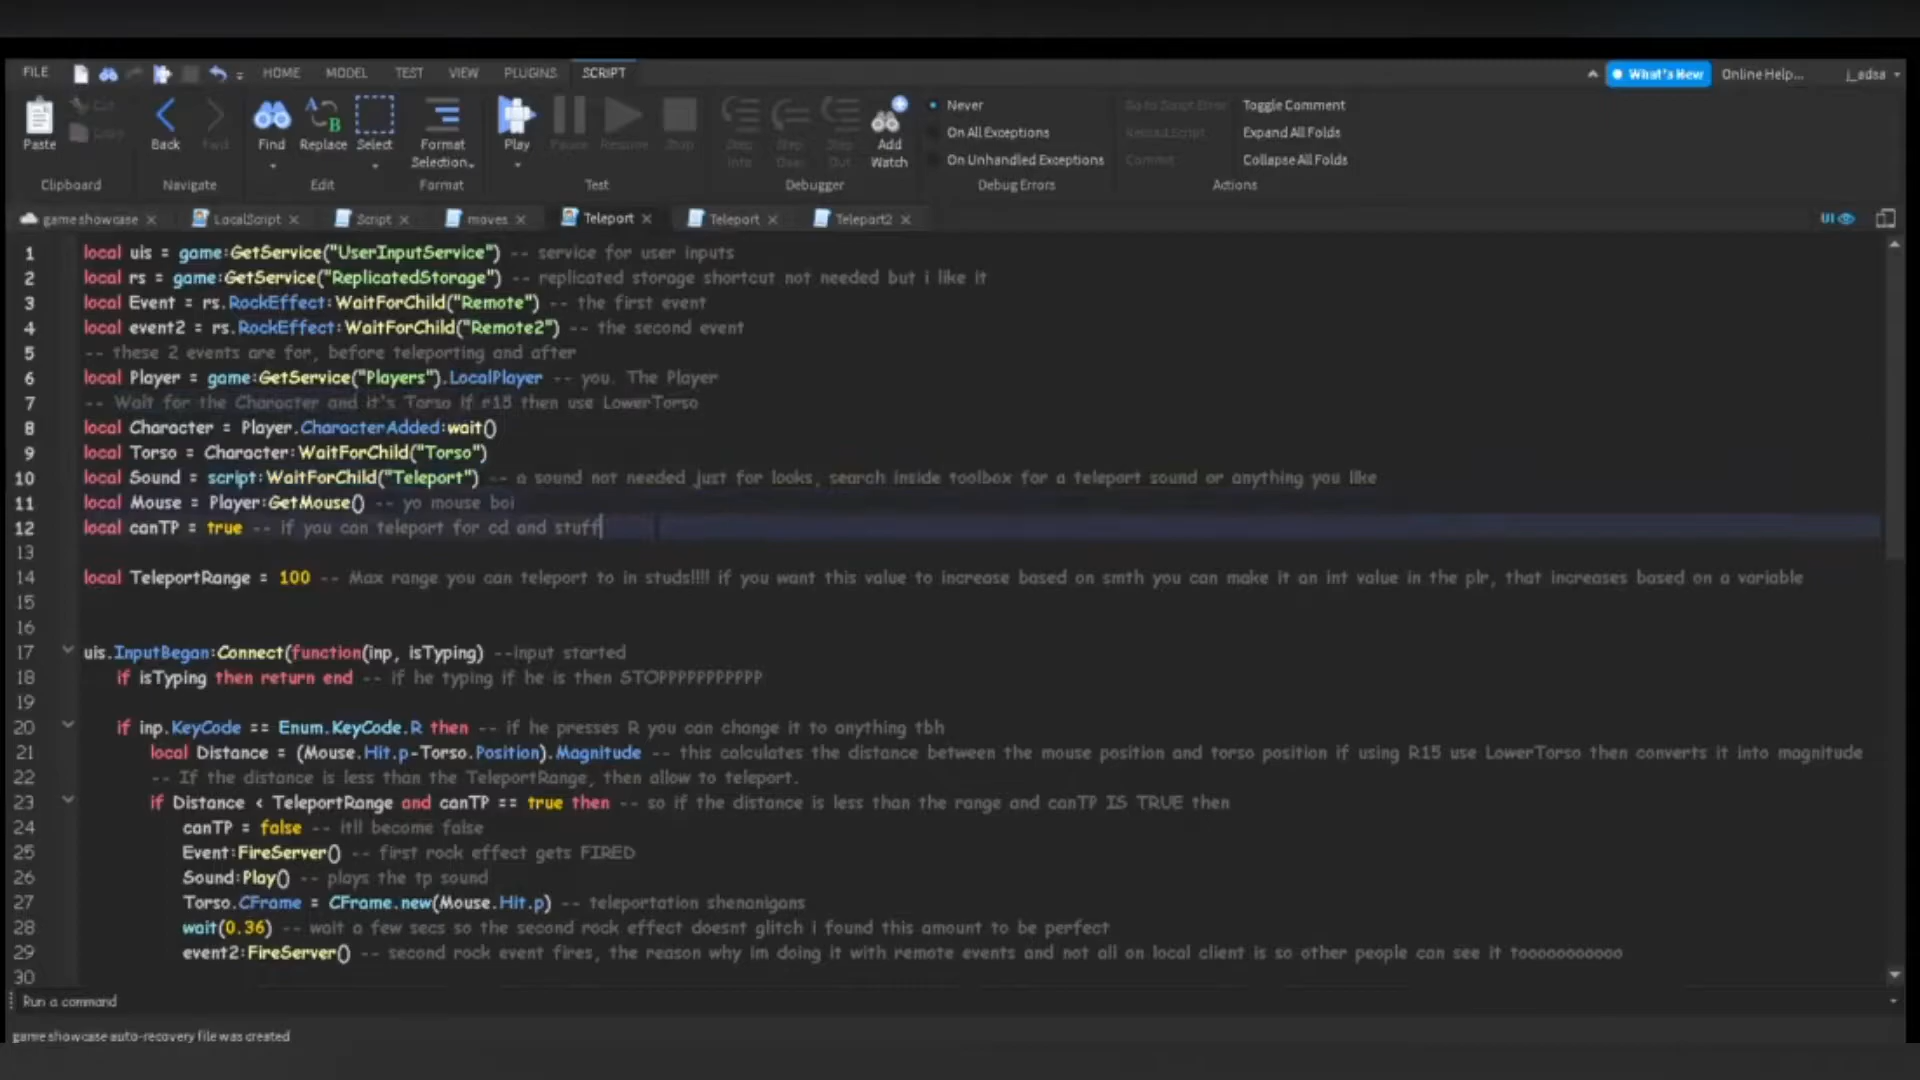 FILE HOME MODEL TEST VIEW PLUGINS SCRIPT What's New Online Help... j_adsa
Paste Cut Copy Back Fwd Find Replace Select Format Selection Play Pause Resume Stop Step Into Step Over Step Out Add Watch
Never
On All Exceptions
On Unhandled Exceptions
Go to Script Error
Reload Script
Commit
Toggle Comment
Expand All Folds
Collapse All Folds
Clipboard Navigate Edit Format Test Debugger Debug Errors Actions
game showcase LocalScript Script moves Teleport Teleport Teleport2 UI
1 local uis = game:GetService("UserInputService") -- service for user inputs
2 local rs = game:GetService("ReplicatedStorage") -- replicated storage shortcut not needed but i like it
3 local Event = rs.RockEffect:WaitForChild("Remote") -- the first event
4 local event2 = rs.RockEffect:WaitForChild("Remote2") -- the second event
5 -- these 2 events are for, before teleporting and after
6 local Player = game:GetService("Players").LocalPlayer -- you. The Player
7 -- Wait for the Character and it's Torso if r15 then use LowerTorso
8 local Character = Player.CharacterAdded:wait()
9 local Torso = Character:WaitForChild("Torso")
10 local Sound = script:WaitForChild("Teleport") -- a sound not needed just for looks, search inside toolbox for a teleport sound or anything you like
11 local Mouse = Player:GetMouse() -- yo mouse boi
12 local canTP = true -- if you can teleport for cd and stuff
13
14 local TeleportRange = 100 -- Max range you can teleport to in studs!!!! if you want this value to increase based on smth you can make it an int value in the plr, that increases based on a variable
15
16
17 uis.InputBegan:Connect(function(inp, isTyping) --input started
18 if isTyping then return end -- if he typing if he is then STOPPPPPPPPPPP
19
20 if inp.KeyCode == Enum.KeyCode.R then -- if he presses R you can change it to anything tbh
21 local Distance = (Mouse.Hit.p-Torso.Position).Magnitude -- this calculates the distance between the mouse position and torso position if using R15 use LowerTorso then converts it into magnitude
22 -- If the distance is less than the TeleportRange, then allow to teleport.
23 if Distance < TeleportRange and canTP == true then -- so if the distance is less than the range and canTP IS TRUE then
24 canTP = false -- itll become false
25 Event:FireServer() -- first rock effect gets FIRED
26 Sound:Play() -- plays the tp sound
27 Torso.CFrame = CFrame.new(Mouse.Hit.p) -- teleportation shenanigans
28 wait(0.36) -- wait a few secs so the second rock effect doesnt glitch i found this amount to be perfect
29 event2:FireServer() -- second rock event fires, the reason why im doing it with remote events and not all on local client is so other people can see it tooooooooooo
30
Run a command
game showcase auto-recovery file was created